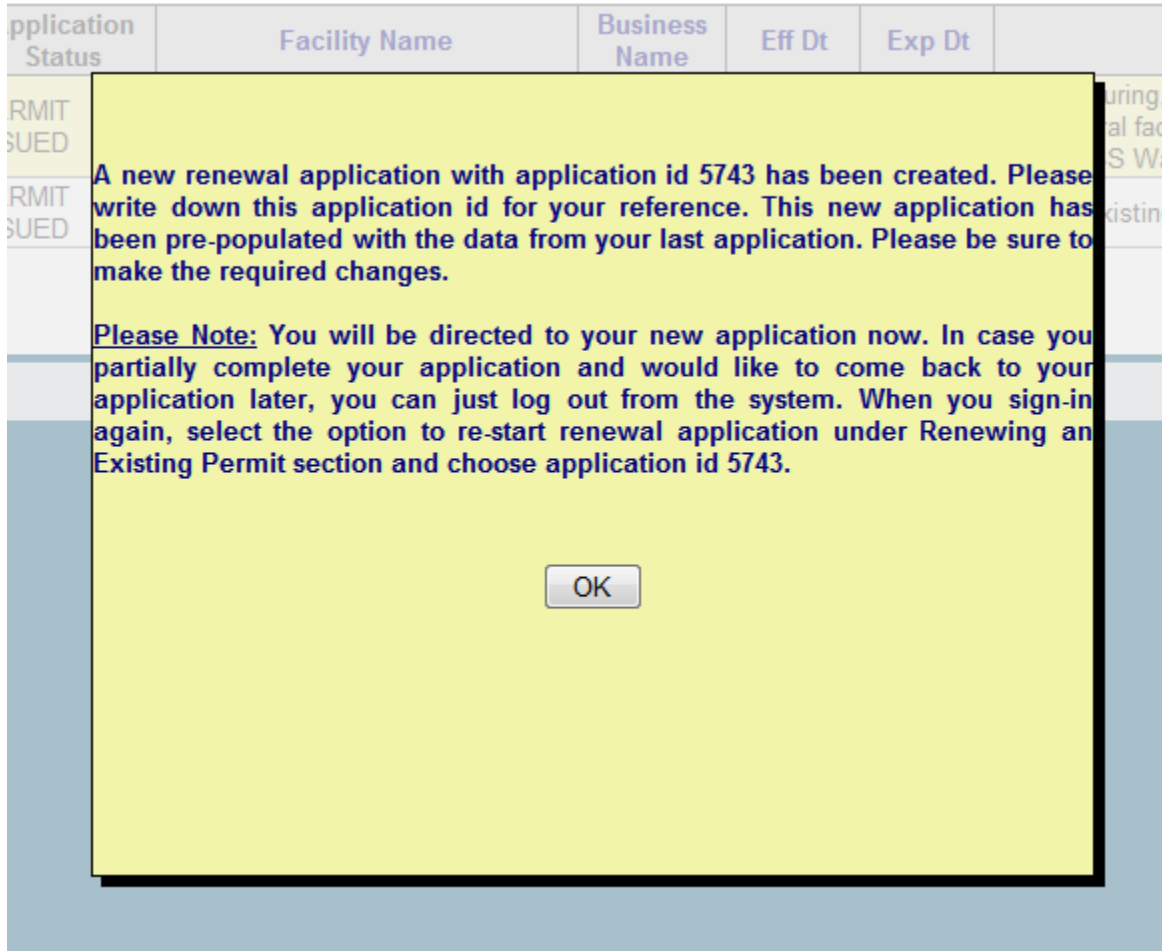 Application Facility Name Business Eff Dt Exp Dt
Status Name
A new renewal application with application id 5743 has been created. Please
write down this application id for your reference. This new application has
been pre-populated with the data from your last application. Please be sure to
make the required changes.
Please Note: You will be directed to your new application now. In case you
partially complete your application and would like to come back to your
application later, you can just log out from the system. When you sign-in
again, select the option to re-start renewal application under Renewing an
Existing Permit section and choose application id 5743.
OK